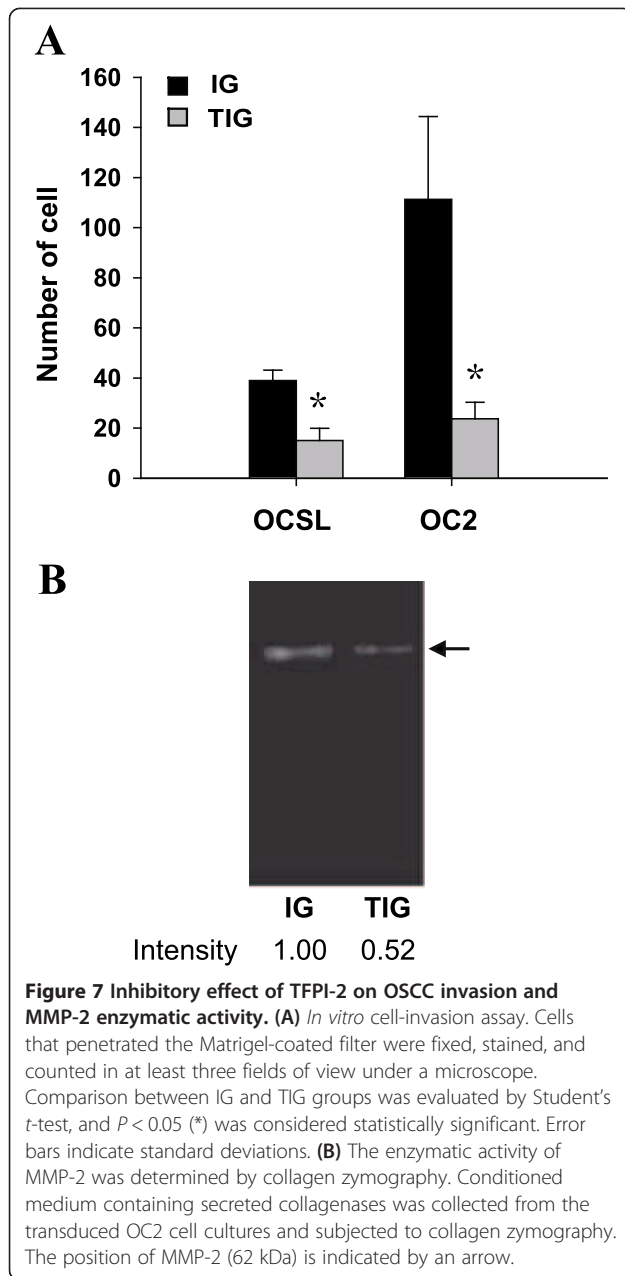 A
160
140
120
100
80
60
40
20
0
Number of cell
IG
TIG
*
*
OCSL OC2
B
IG TIG
Intensity 1.00 0.52
Figure 7 Inhibitory effect of TFPI-2 on OSCC invasion and
MMP-2 enzymatic activity. (A) In vitro cell-invasion assay. Cells
that penetrated the Matrigel-coated filter were fixed, stained, and
counted in at least three fields of view under a microscope.
Comparison between IG and TIG groups was evaluated by Student's
t-test, and P < 0.05 (*) was considered statistically significant. Error
bars indicate standard deviations. (B) The enzymatic activity of
MMP-2 was determined by collagen zymography. Conditioned
medium containing secreted collagenases was collected from the
transduced OC2 cell cultures and subjected to collagen zymography.
The position of MMP-2 (62 kDa) is indicated by an arrow.